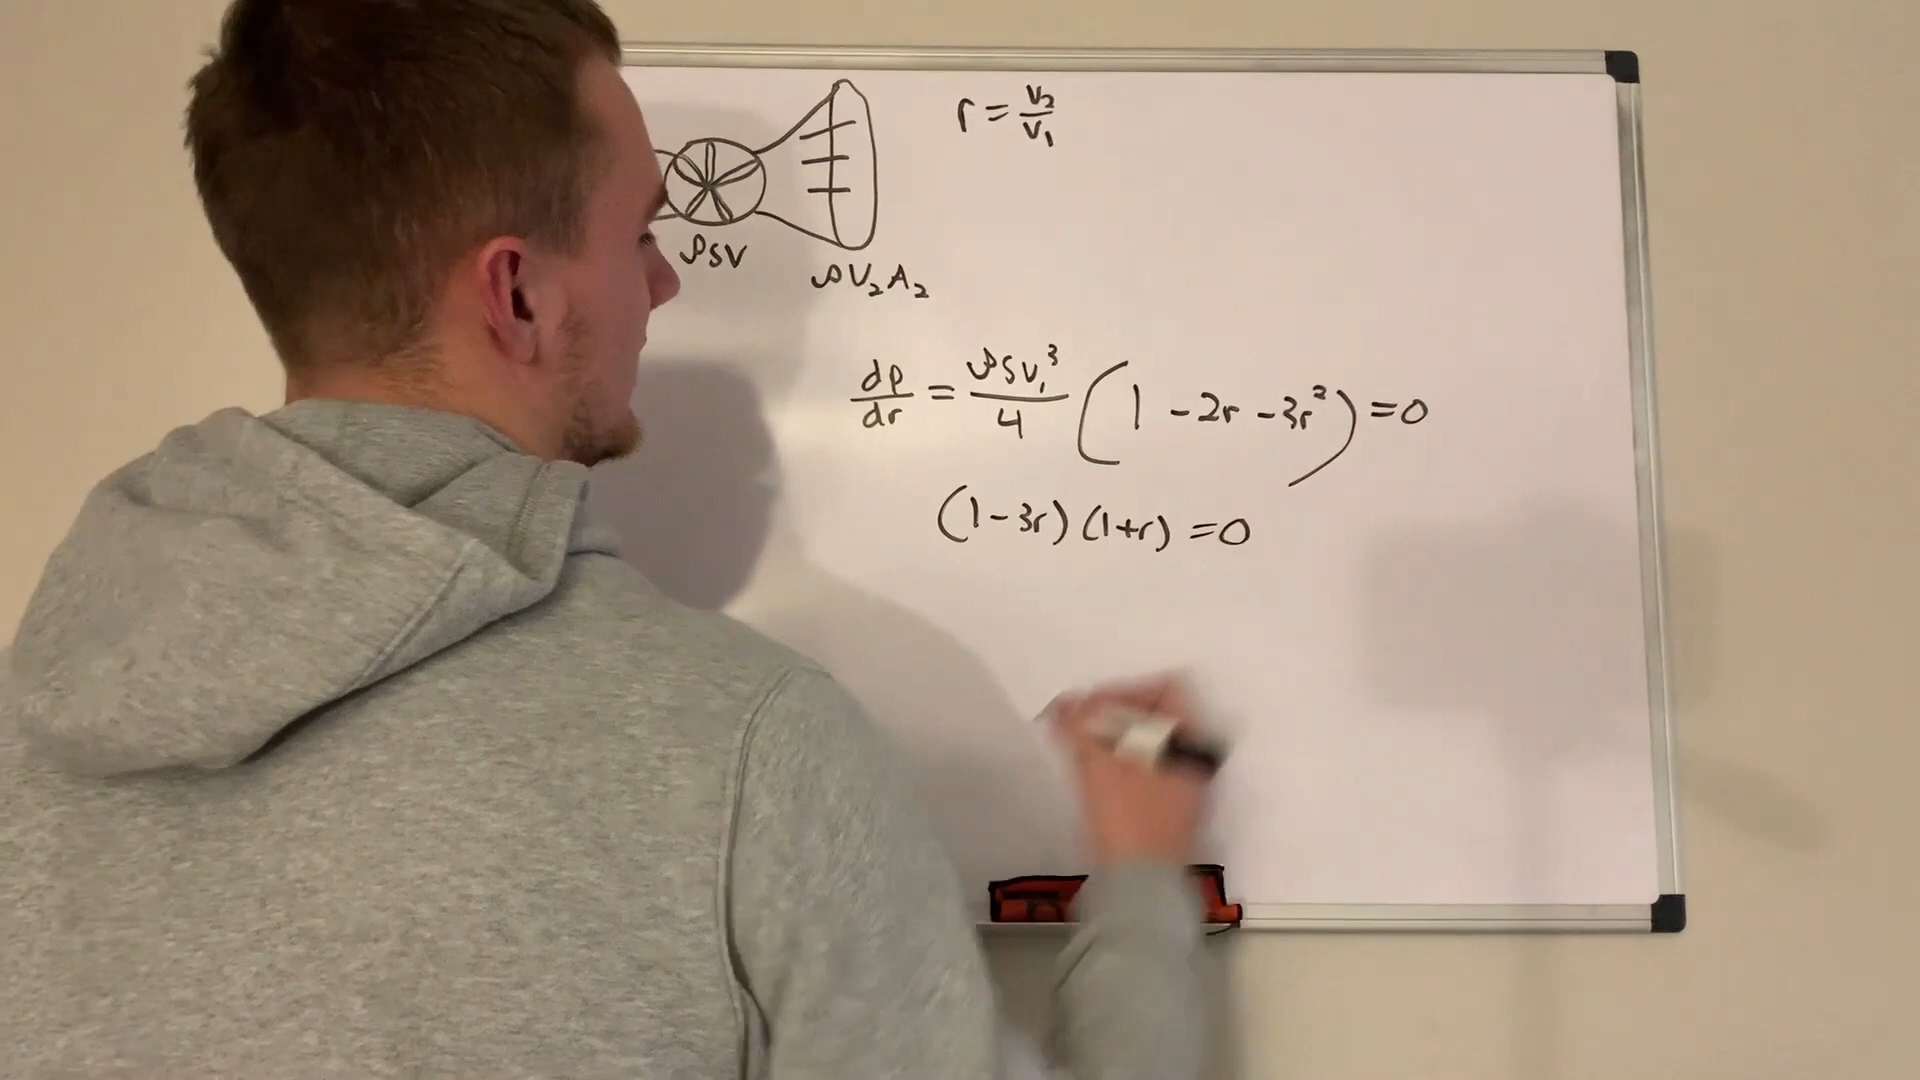 r = v₂/v₁
ρSV
ρV₂A₂
dp/dr = ρSv₁³/4 (1 - 2r - 3r²) = 0
(1 - 3r) (1 + r) = 0